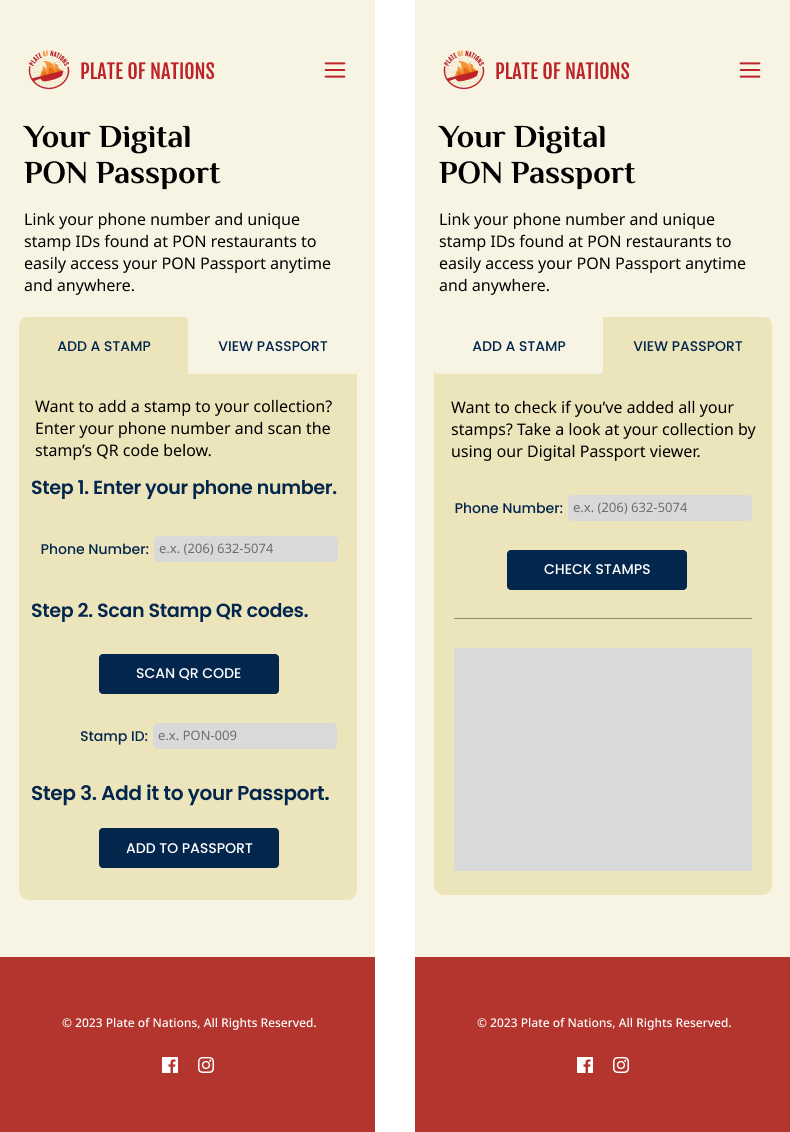 PLATE OF NATIONS
PLATE OF NATIONS
Your Digital
PON Passport
Link your phone number and unique
stamp IDs found at PON restaurants to
easily access your PON Passport anytime
and anywhere.
ADD A STAMP
VIEW PASSPORT
Want to add a stamp to your collection?
Enter your phone number and scan the
stamp’s QR code below.
Step 1. Enter your phone number.
Phone Number: e.x. (206) 632-5074
Step 2. Scan Stamp QR codes.
SCAN QR CODE
Stamp ID: e.x. PON-009
Step 3. Add it to your Passport.
ADD TO PASSPORT
© 2023 Plate of Nations, All Rights Reserved.
PLATE OF NATIONS
PLATE OF NATIONS
Your Digital
PON Passport
Link your phone number and unique
stamp IDs found at PON restaurants to
easily access your PON Passport anytime
and anywhere.
ADD A STAMP
VIEW PASSPORT
Want to check if you’ve added all your
stamps? Take a look at your collection by
using our Digital Passport viewer.
Phone Number: e.x. (206) 632-5074
CHECK STAMPS
© 2023 Plate of Nations, All Rights Reserved.